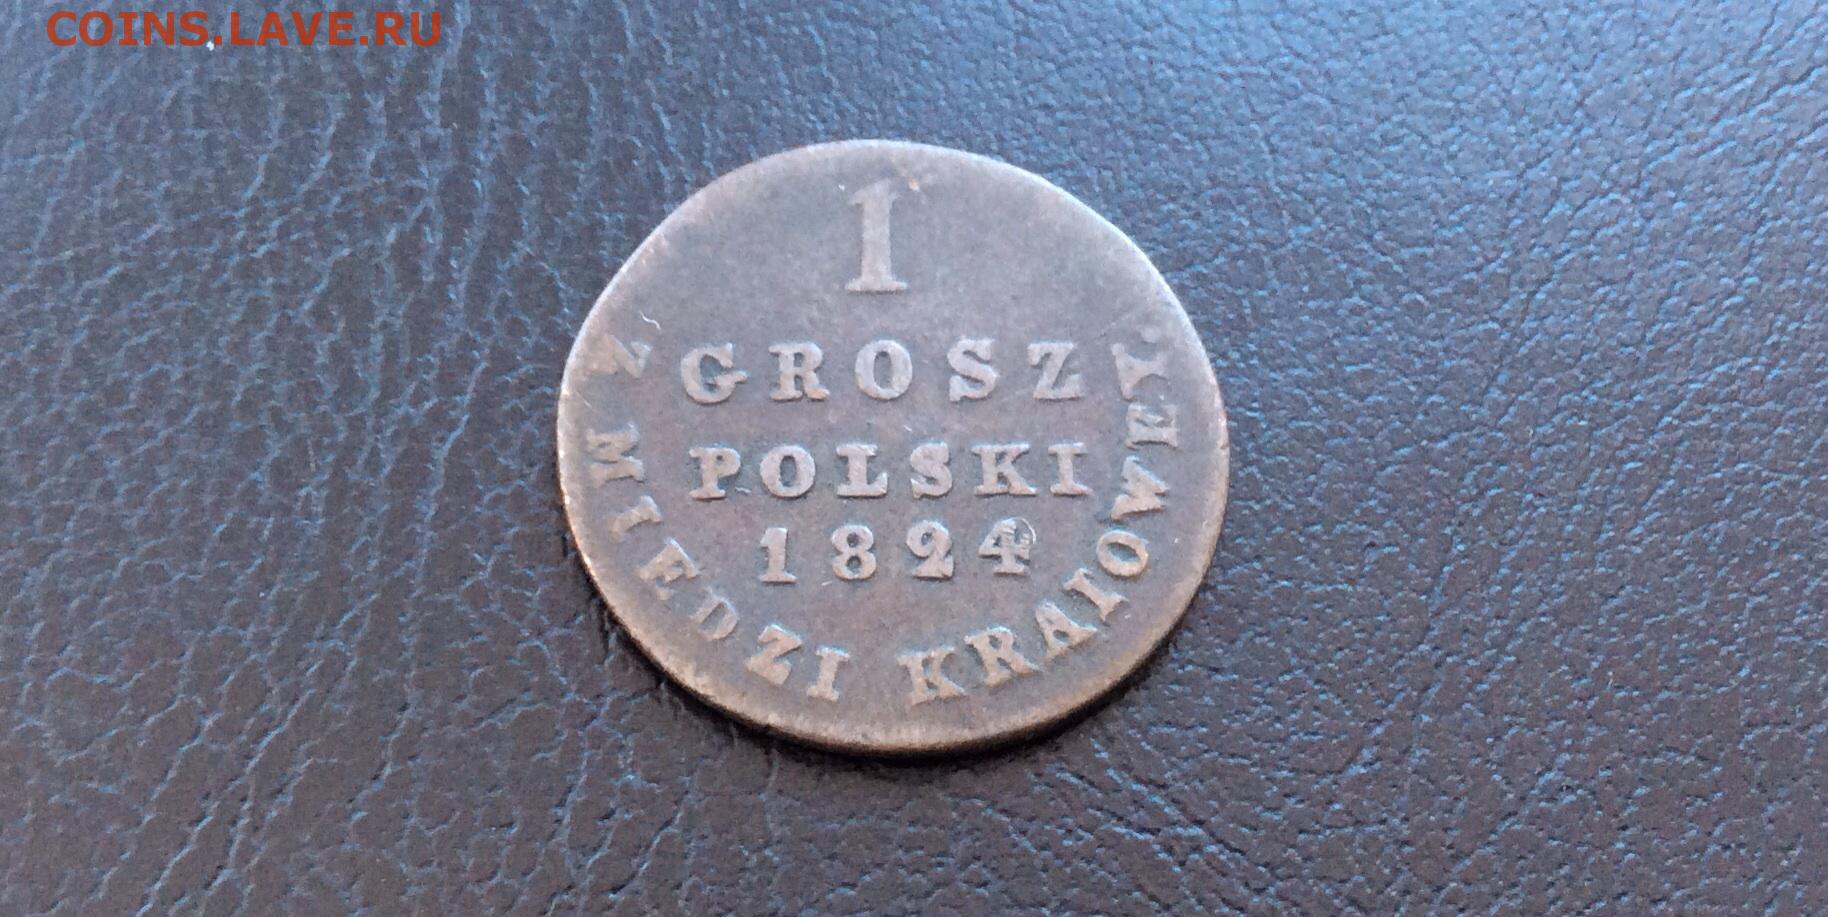 COINS.LAVE.RU
1
GROSZ
POLSKI
1824
Z MIEDZI KRAIOWEY.